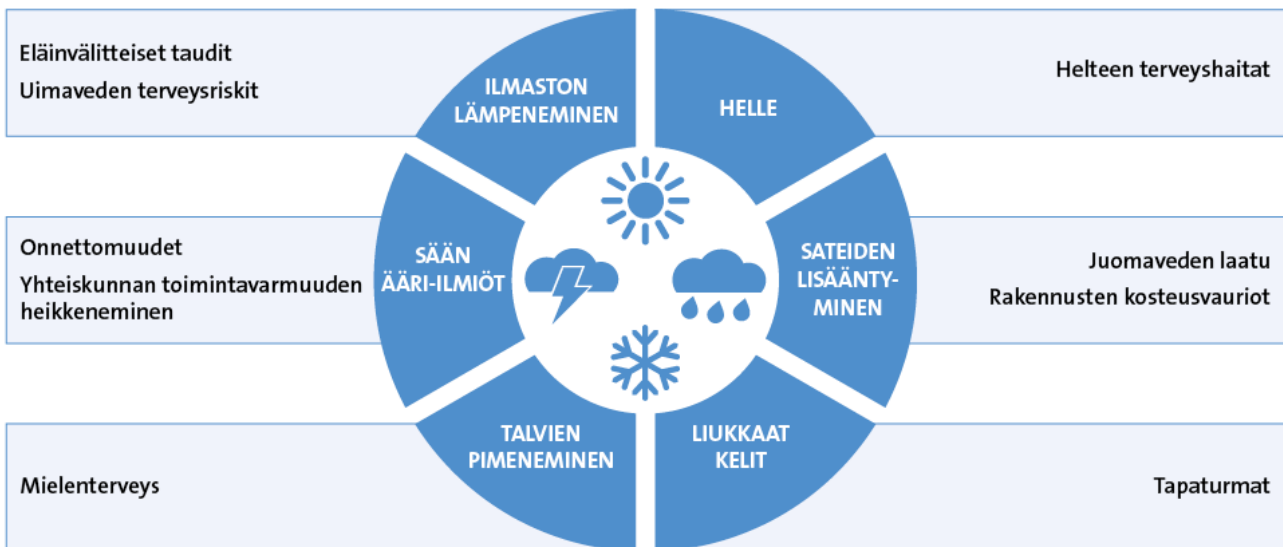 Eläinvälitteiset taudit
Uimaveden terveysriskit
ILMASTON
LÄMPENEMINEN
HELLE
Helteen terveyshaitat
Onnettomuudet
Yhteiskunnan toimintavarmuuden
heikkeneminen
SÄÄN
ÄÄRI-ILMIÖT
SATEIDEN
LISÄÄNTY-
MINEN
Juomaveden laatu
Rakennusten kosteusvauriot
Mielenterveys
TALVIEN
PIMENEMINEN
LIUKKAAT
KELIT
Tapaturmat